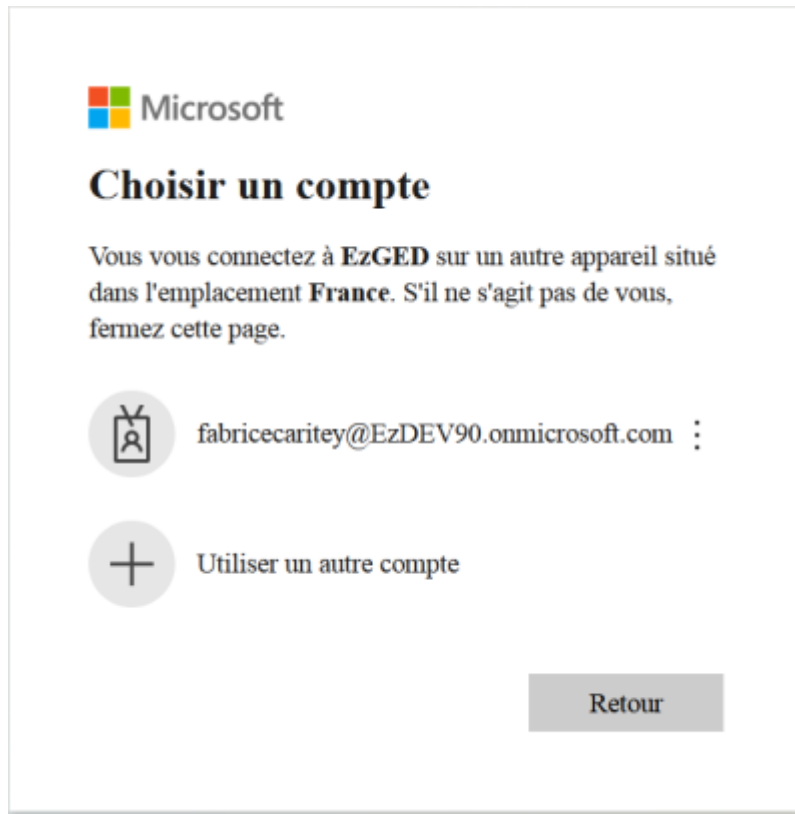 Microsoft
Choisir un compte
Vous vous connectez à EzGED sur un autre appareil situé
dans l'emplacement France. S'il ne s'agit pas de vous,
fermez cette page.
fabricecaritey@EzDEV90.onmicrosoft.com
Utiliser un autre compte
Retour